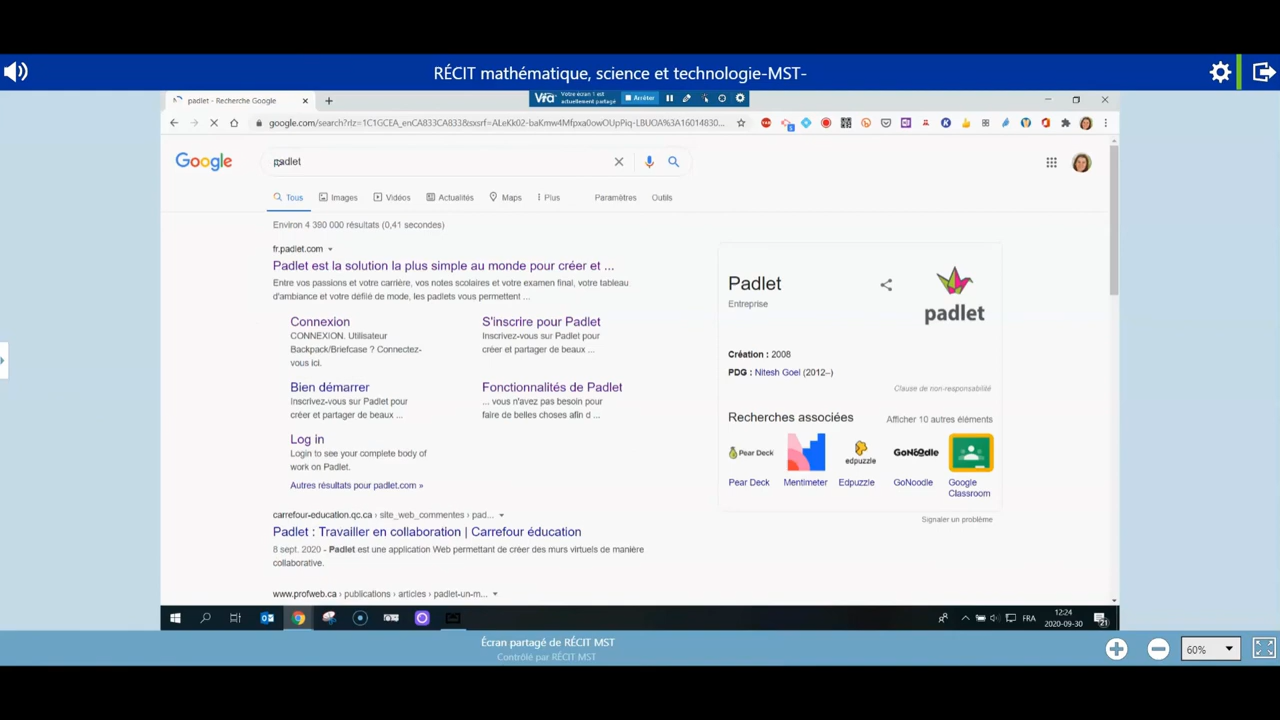 RÉCIT mathématique, science et technologie-MST-
padlet - Recherche Google
Vià
Votre écran 1 est
actuellement partagé
Arrêter
google.com/search?rlz=1C1GCEA_enCA833CA833&sxsrf=ALeKk02-baKmw4Mfpxa0owOUpPiq-LBUOA%3A16014830...
Google
padlet
Tous
Images
Vidéos
Actualités
Maps
Plus
Paramètres
Outils
Environ 4 390 000 résultats (0,41 secondes)
fr.padlet.com
Padlet est la solution la plus simple au monde pour créer et ...
Entre vos passions et votre carrière, vos notes scolaires et votre examen final, votre tableau
d'ambiance et votre défilé de mode, les padlets vous permettent ...
Connexion
CONNEXION. Utilisateur
Backpack/Briefcase ? Connectez-
vous ici.
S'inscrire pour Padlet
Inscrivez-vous sur Padlet pour
créer et partager de beaux ...
Bien démarrer
Inscrivez-vous sur Padlet pour
créer et partager de beaux ...
Fonctionnalités de Padlet
... vous n'avez pas besoin pour
faire de belles choses afin d ...
Log in
Login to see your complete body of
work on Padlet.
Autres résultats pour padlet.com »
carrefour-education.qc.ca › site_web_commentes › pad...
Padlet : Travailler en collaboration | Carrefour éducation
8 sept. 2020 - Padlet est une application Web permettant de créer des murs virtuels de manière
collaborative.
www.profweb.ca › publications › articles › padlet-un-m...
Padlet
Entreprise
padlet
Création : 2008
PDG : Nitesh Goel (2012–)
Clause de non-responsabilité
Recherches associées
Afficher 10 autres éléments
Pear Deck
edpuzzle
GoNoodle
Pear Deck
Mentimeter
Edpuzzle
GoNoodle
Google
Classroom
Signaler un problème
FRA
12:24
2020-09-30
21
Écran partagé de RÉCIT MST
Contrôlé par RÉCIT MST
60%